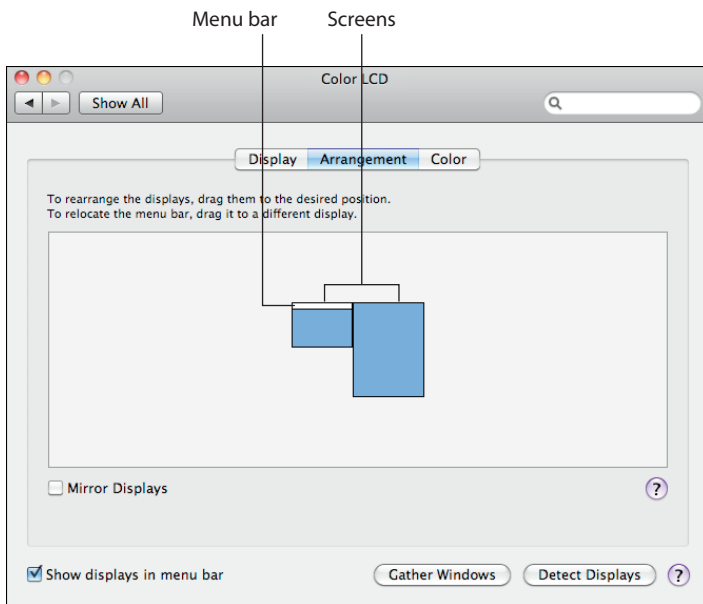 Menu bar Screens
Color LCD
Show All
Display Arrangement Color
To rearrange the displays, drag them to the desired position.
To relocate the menu bar, drag it to a different display.
Mirror Displays
?
Show displays in menu bar Gather Windows Detect Displays ?